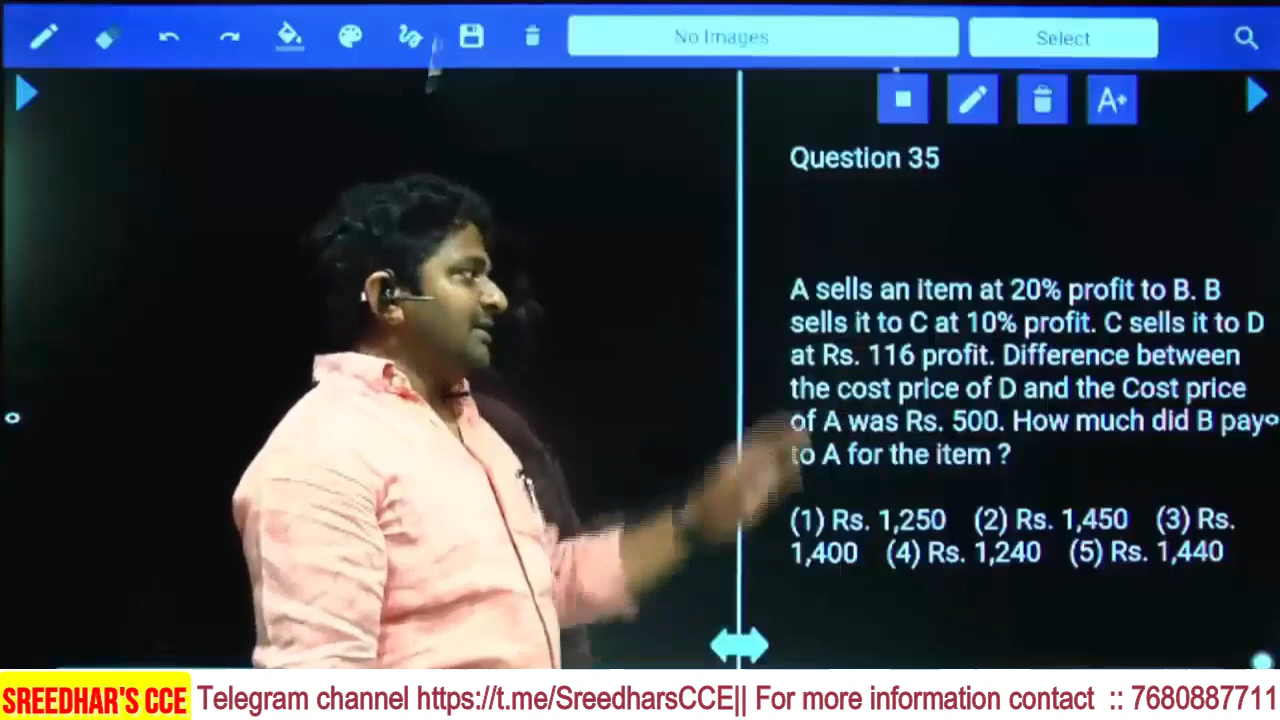 No Images
Select
A+
Question 35
A sells an item at 20% profit to B. B
sells it to C at 10% profit. C sells it to D
at Rs. 116 profit. Difference between
the cost price of D and the Cost price
of A was Rs. 500. How much did B pay
to A for the item ?
(1) Rs. 1,250 (2) Rs. 1,450 (3) Rs.
1,400 (4) Rs. 1,240 (5) Rs. 1,440
SREEDHAR'S CCE
Telegram channel https://t.me/SreedharsCCE|| For more information contact :: 7680887711